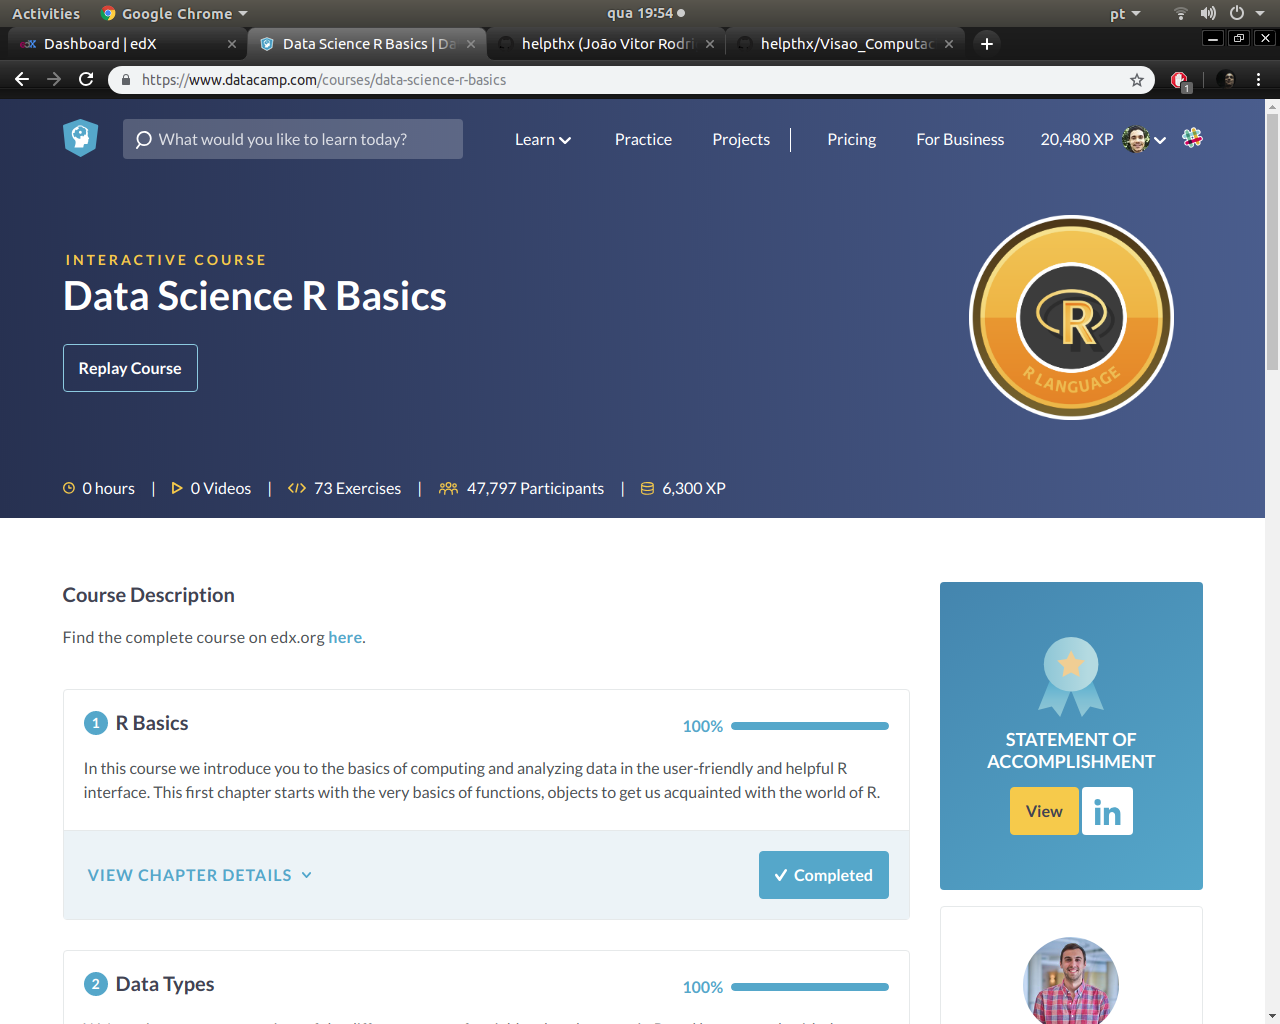 Activities Google Chrome qua 19:54 pt
Dashboard | edX Data Science R Basics | Da helpthx (João Vitor Rodri helpthx/Visao_Computac
https://www.datacamp.com/courses/data-science-r-basics 1
What would you like to learn today? Learn Practice Projects Pricing For Business 20,480 XP
INTERACTIVE COURSE
Data Science R Basics
Replay Course
R
R LANGUAGE
0 hours | 0 Videos | 73 Exercises | 47,797 Participants | 6,300 XP
Course Description
Find the complete course on edx.org here.
1 R Basics 100%
In this course we introduce you to the basics of computing and analyzing data in the user-friendly and helpful R
interface. This first chapter starts with the very basics of functions, objects to get us acquainted with the world of R.
VIEW CHAPTER DETAILS Completed
STATEMENT OF
ACCOMPLISHMENT
View in
2 Data Types 100%